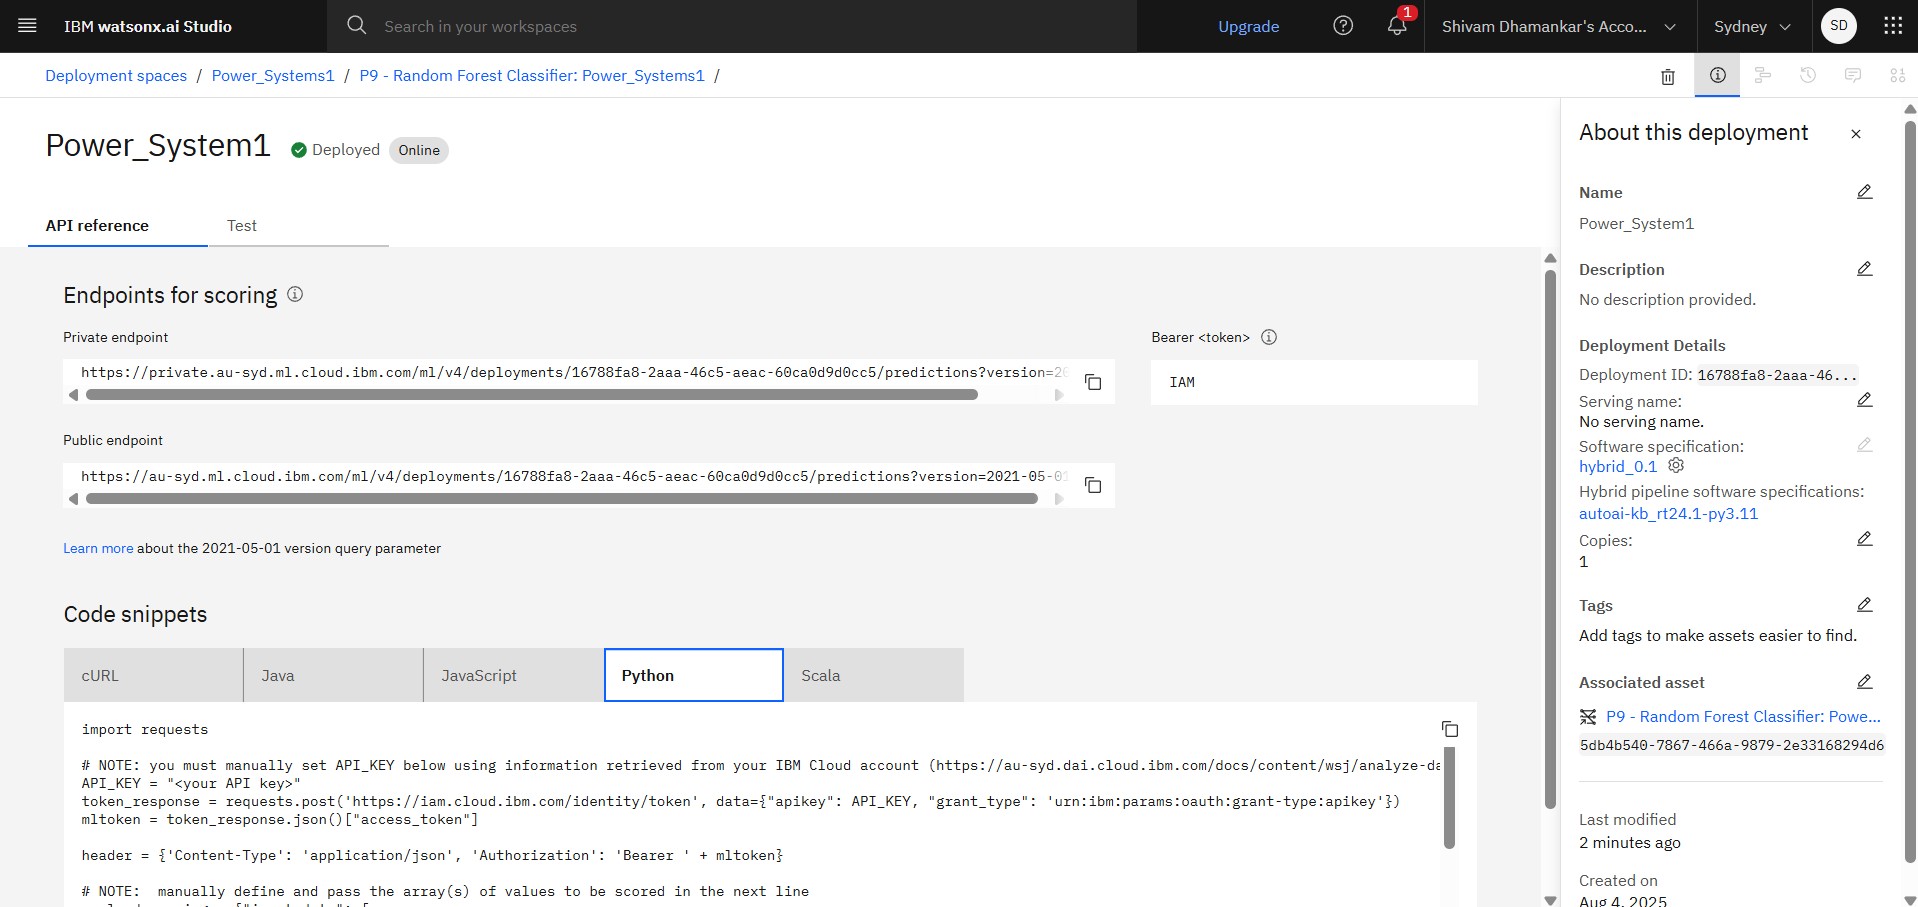 IBM watsonx.ai Studio
Search in your workspaces
Upgrade
1
Shivam Dhamankar's Acco...
Sydney
SD
Deployment spaces / Power_Systems1 / P9 - Random Forest Classifier: Power_Systems1 /
Power_System1
Deployed
Online
API reference
Test
Endpoints for scoring
Private endpoint
https://private.au-syd.ml.cloud.ibm.com/ml/v4/deployments/16788fa8-2aaa-46c5-aeac-60ca0d9d0cc5/predictions?version=20
Bearer <token>
IAM
Public endpoint
https://au-syd.ml.cloud.ibm.com/ml/v4/deployments/16788fa8-2aaa-46c5-aeac-60ca0d9d0cc5/predictions?version=2021-05-01
Learn more about the 2021-05-01 version query parameter
Code snippets
cURL
Java
JavaScript
Python
Scala
import requests
# NOTE: you must manually set API_KEY below using information retrieved from your IBM Cloud account (https://au-syd.dai.cloud.ibm.com/docs/content/wsj/analyze-da
API_KEY = "<your API key>"
token_response = requests.post('https://iam.cloud.ibm.com/identity/token', data={"apikey": API_KEY, "grant_type": 'urn:ibm:params:oauth:grant-type:apikey'})
mltoken = token_response.json()["access_token"]
header = {'Content-Type': 'application/json', 'Authorization': 'Bearer ' + mltoken}
# NOTE:  manually define and pass the array(s) of values to be scored in the next line
About this deployment
Name
Power_System1
Description
No description provided.
Deployment Details
Deployment ID: 16788fa8-2aaa-46...
Serving name:
No serving name.
Software specification:
hybrid_0.1
Hybrid pipeline software specifications:
autoai-kb_rt24.1-py3.11
Copies:
1
Tags
Add tags to make assets easier to find.
Associated asset
P9 - Random Forest Classifier: Powe...
5db4b540-7867-466a-9879-2e33168294d6
Last modified
2 minutes ago
Created on
Aug 4, 2025